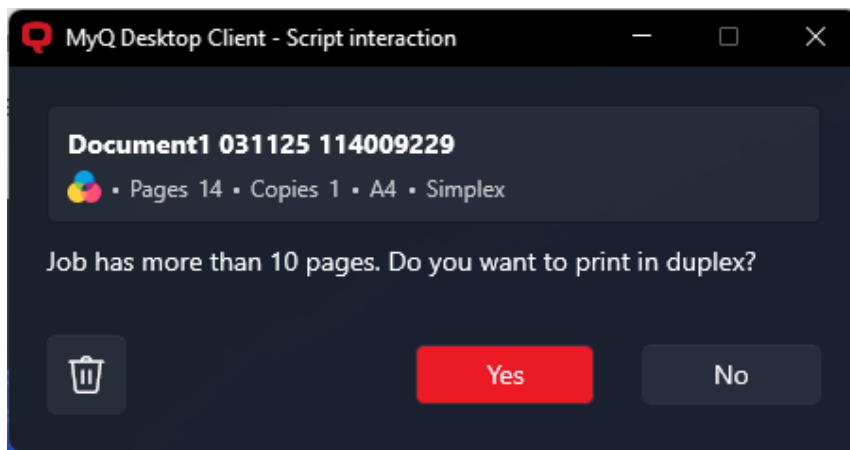 MyQ Desktop Client - Script interaction
Document1 031125 114009229
• Pages 14 • Copies 1 • A4 • Simplex
Job has more than 10 pages. Do you want to print in duplex?
Yes No